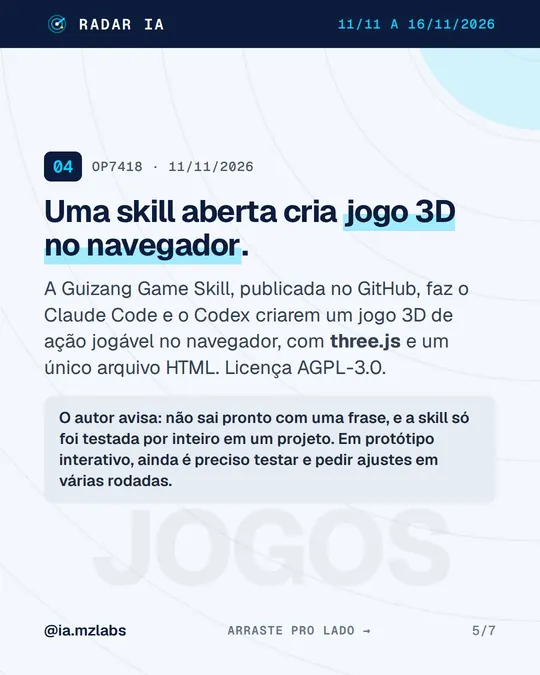 RADAR IA
11/11 A 16/11/2026
04
OP7418 · 11/11/2026
Uma skill aberta cria jogo 3D
no navegador.
A Guizang Game Skill, publicada no GitHub, faz o
Claude Code e o Codex criarem um jogo 3D de
ação jogável no navegador, com three.js e um
único arquivo HTML. Licença AGPL-3.0.
O autor avisa: não sai pronto com uma frase, e a skill só
foi testada por inteiro em um projeto. Em protótipo
interativo, ainda é preciso testar e pedir ajustes em
várias rodadas.
JOGOS
@ia.mzlabs
ARRASTE PRO LADO →
5/7